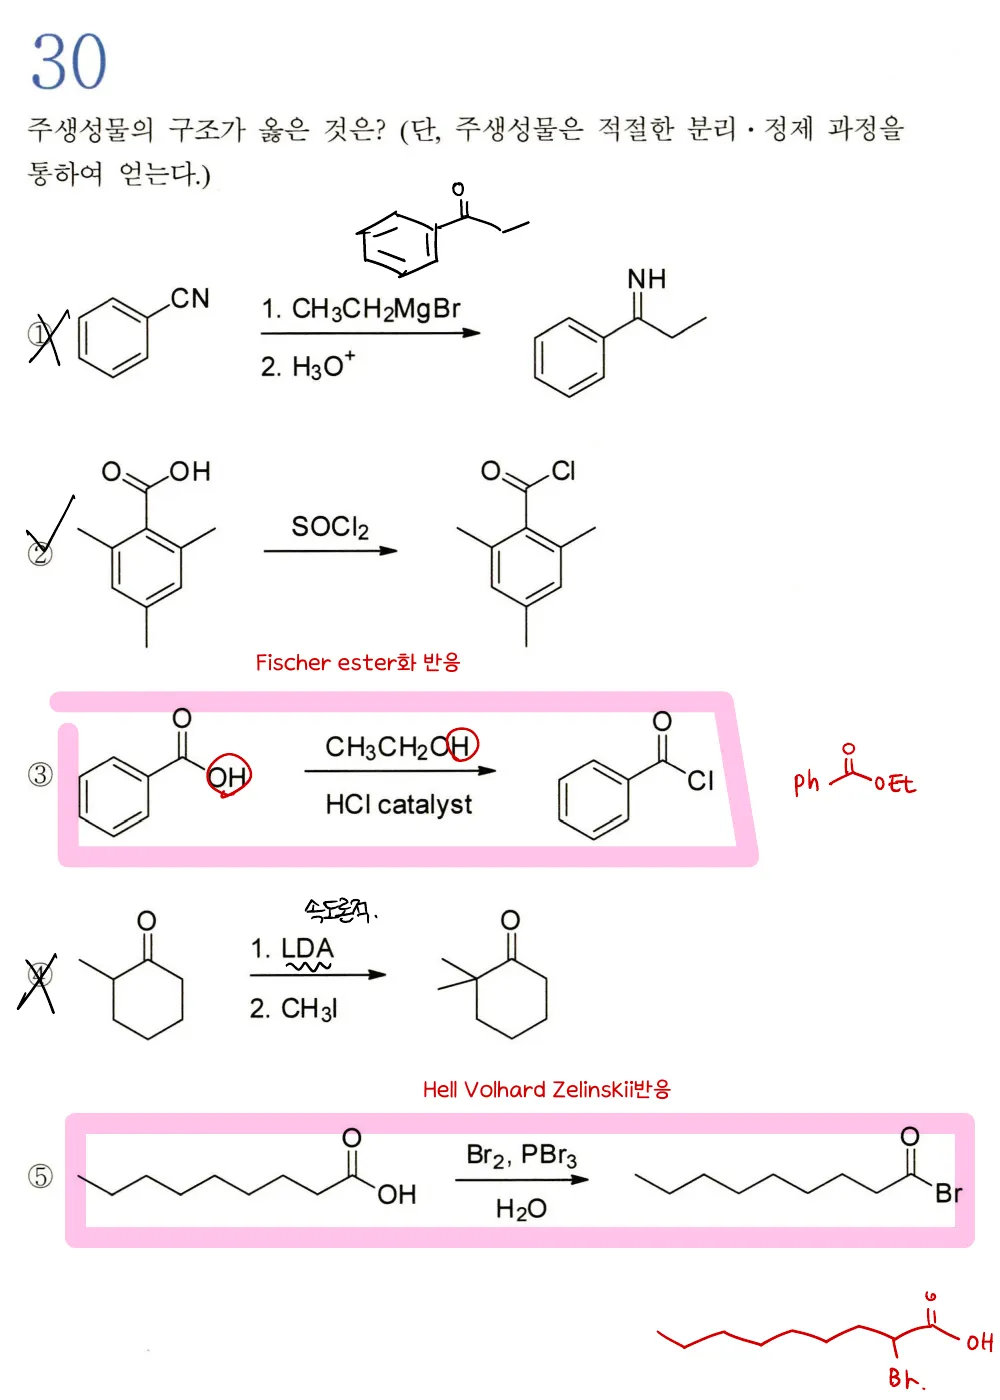 30
주생성물의 구조가 옳은 것은? (단, 주생성물은 적절한 분리·정제 과정을
통하여 얻는다.)
O
①
CN
1. CH3CH2MgBr
2. H3O+
NH
②
O OH
SOCl2
O Cl
Fischer ester화 반응
③
O
OH
CH3CH2OH
HCl catalyst
O
Cl
O
Ph OEt
속도론적.
④
O
1. LDA
2. CH3I
O
Hell Volhard Zelinskii반응
⑤
O
OH
Br2, PBr3
H2O
O
Br
O
OH
Br.